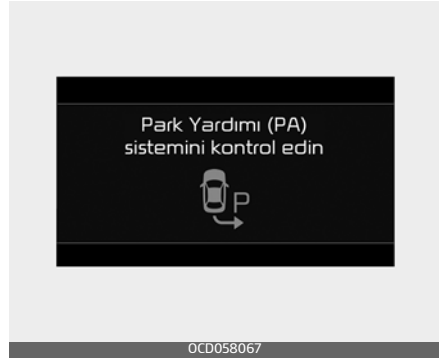 Park Yardımı (PA)
sistemini kontrol edin
P
OCD058067